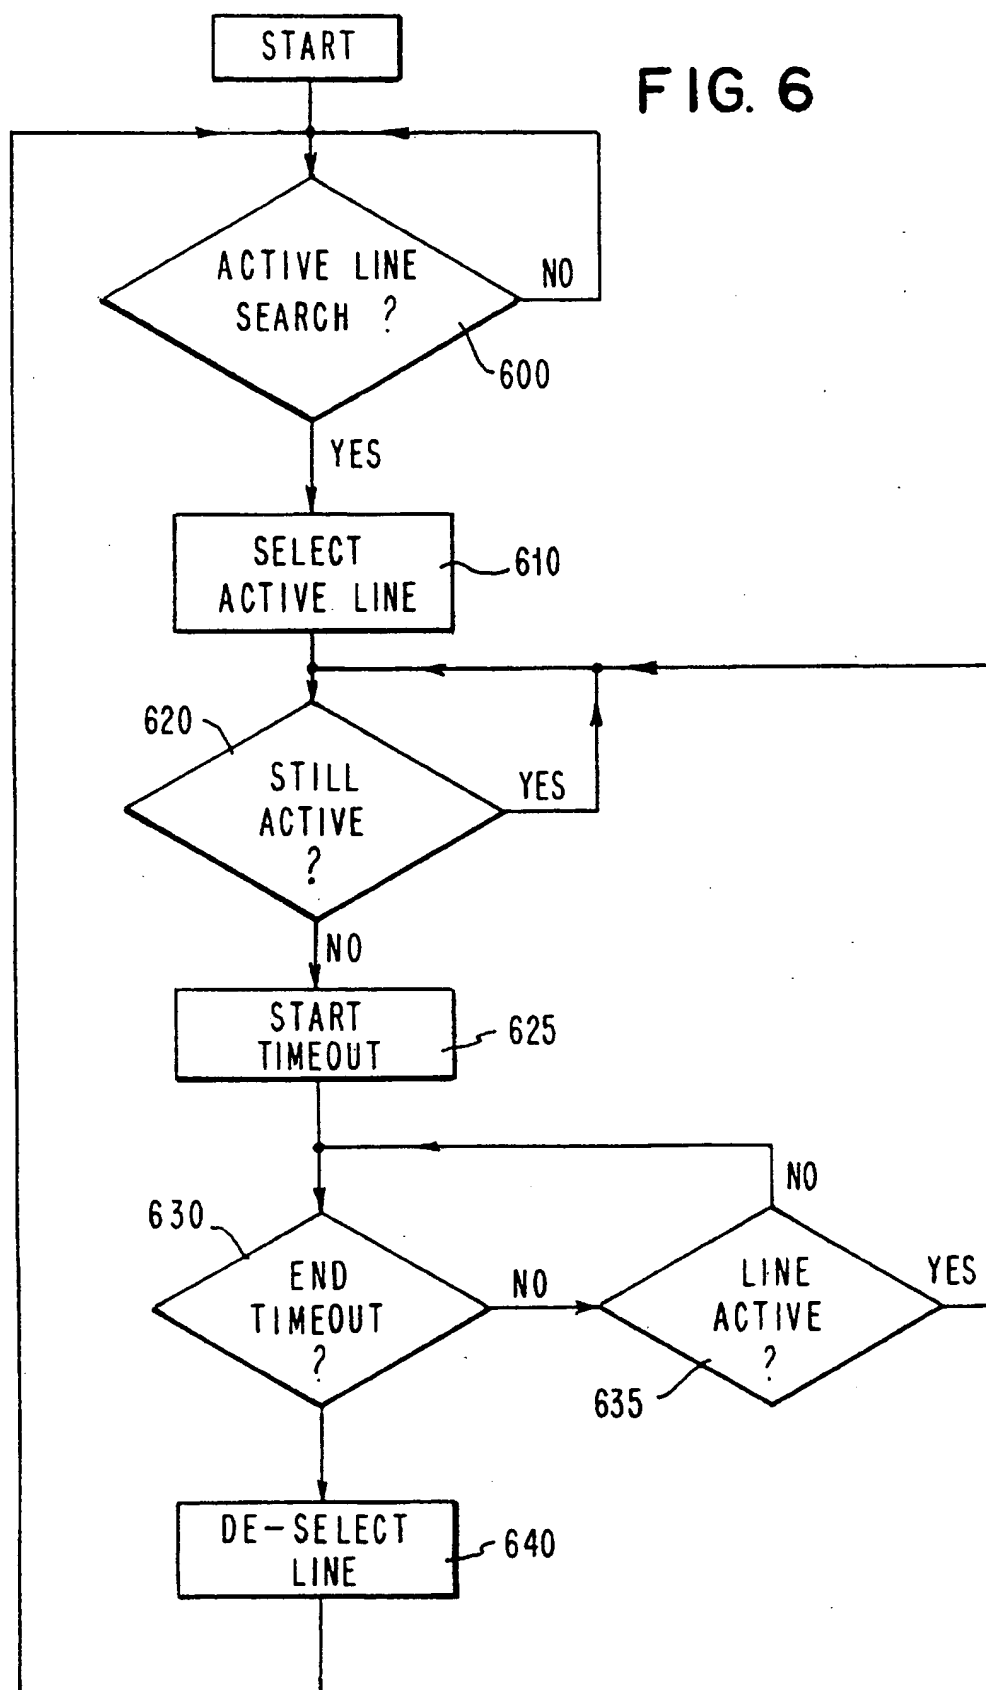 START
FIG. 6
ACTIVE LINE
SEARCH ?
NO
600
YES
SELECT
ACTIVE LINE
610
620
STILL
ACTIVE
?
YES
NO
START
TIMEOUT
625
630
END
TIMEOUT
?
NO
LINE
ACTIVE
?
NO
YES
635
DE-SELECT
LINE
640